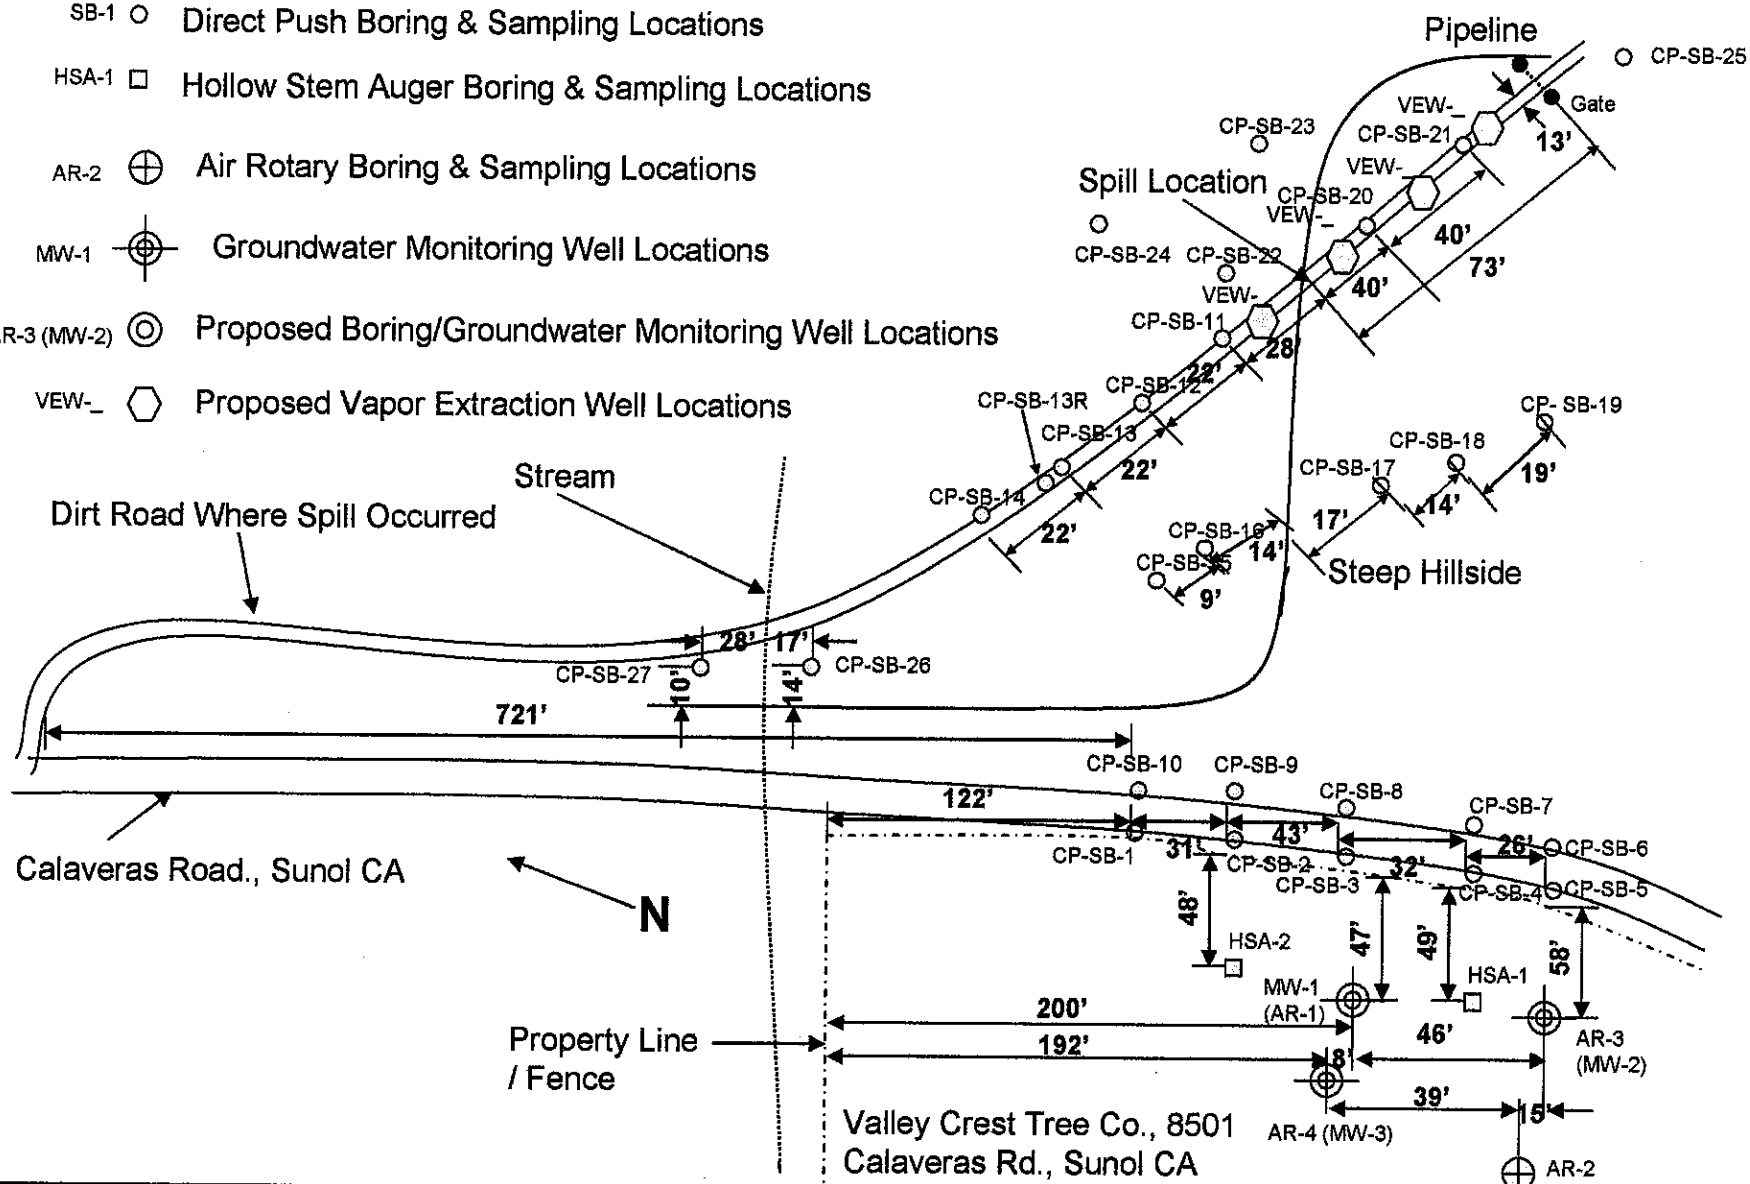 SB-1 Direct Push Boring & Sampling Locations
HSA-1 Hollow Stem Auger Boring & Sampling Locations
AR-2 Air Rotary Boring & Sampling Locations
MW-1 Groundwater Monitoring Well Locations
R-3 (MW-2) Proposed Boring/Groundwater Monitoring Well Locations
VEW-_ Proposed Vapor Extraction Well Locations
Pipeline
CP-SB-25
Gate
VEW-_
13'
CP-SB-23
CP-SB-21
VEW-_
Spill Location
CP-SB-20
VEW-_
40'
73'
CP-SB-24
CP-SB-22
40'
VEW-
CP-SB-11
28'
22'
CP-SB-12
CP-SB-13R
CP-SB-13
22'
CP-SB-14
22'
CP- SB-19
CP-SB-18
CP-SB-17
19'
14'
17'
CP-SB-16
14'
CP-SB-
9'
Steep Hillside
Stream
Dirt Road Where Spill Occurred
28'
17'
CP-SB-27
CP-SB-26
10'
14'
721'
CP-SB-10
CP-SB-9
CP-SB-8
CP-SB-7
122'
43'
26'
CP-SB-6
CP-SB-1
31'
CP-SB-2
32'
CP-SB-3
CP-SB-4
CP-SB-5
Calaveras Road., Sunol CA
N
48'
47'
49'
58'
HSA-2
HSA-1
MW-1
(AR-1)
200'
46'
AR-3
(MW-2)
Property Line
/ Fence
192'
8'
39'
15'
AR-4 (MW-3)
Valley Crest Tree Co., 8501
Calaveras Rd., Sunol CA
AR-2